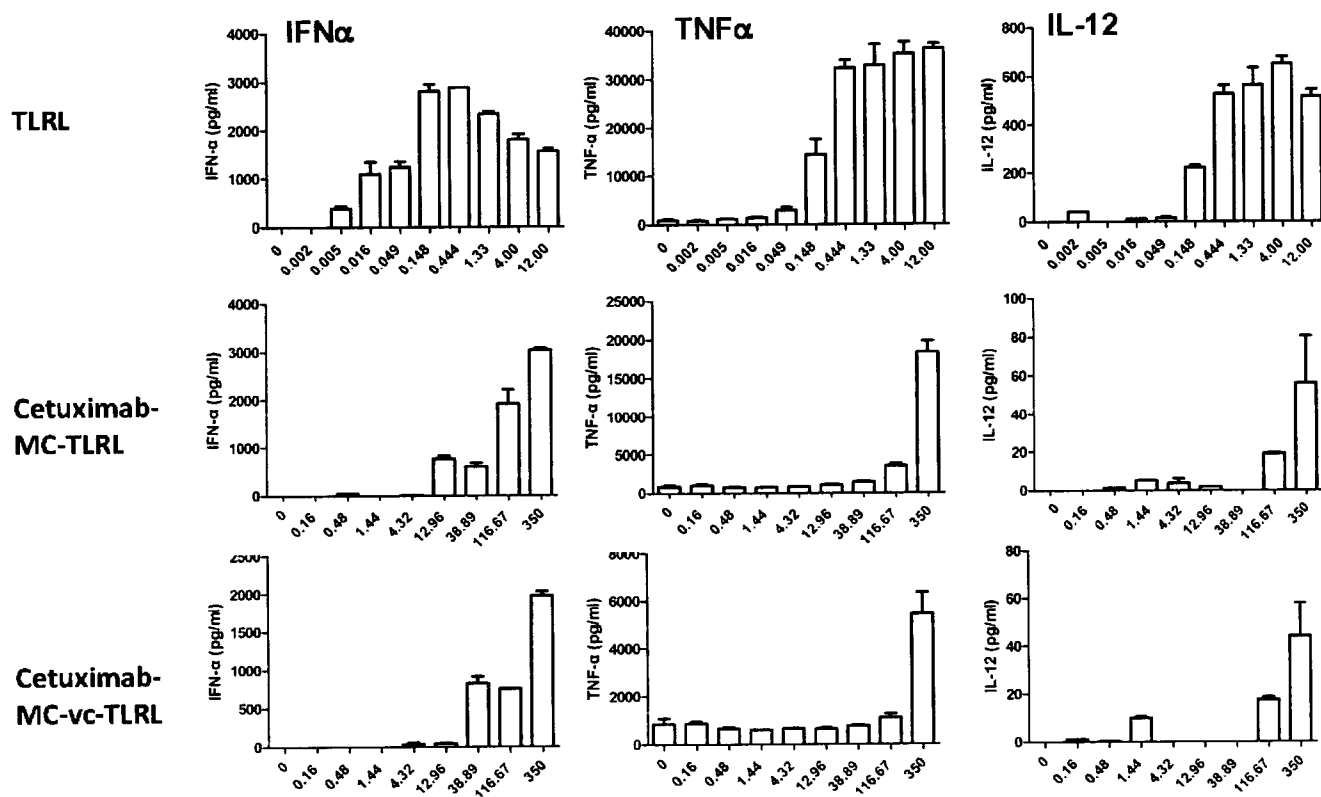 IFNα
TNFα
IL-12
TLRL
IFN-α (pg/ml)
4000
3000
2000
1000
0
0 0.002 0.005 0.016 0.049 0.148 0.444 1.33 4.00 12.00
TNF-α (pg/ml)
40000
30000
20000
10000
0
0 0.002 0.005 0.016 0.049 0.148 0.444 1.33 4.00 12.00
IL-12 (pg/ml)
800
600
400
200
0
0 0.002 0.005 0.016 0.049 0.148 0.444 1.33 4.00 12.00
Cetuximab-
MC-TLRL
IFN-α (pg/ml)
4000
3000
2000
1000
0
0 0.16 0.48 1.44 4.32 12.96 38.89 116.67 350
TNF-α (pg/ml)
25000
20000
15000
10000
5000
0
0 0.16 0.48 1.44 4.32 12.96 38.89 116.67 350
IL-12 (pg/ml)
100
80
60
40
20
0
0 0.16 0.48 1.44 4.32 12.96 38.89 116.67 350
Cetuximab-
MC-vc-TLRL
IFN-α (pg/ml)
2500
2000
1500
1000
500
0
0 0.16 0.48 1.44 4.32 12.96 38.89 116.67 350
TNF-α (pg/ml)
8000
6000
4000
2000
0
0 0.16 0.48 1.44 4.32 12.96 38.89 116.67 350
IL-12 (pg/ml)
80
60
40
20
0
0 0.16 0.48 1.44 4.32 12.96 38.89 116.67 350